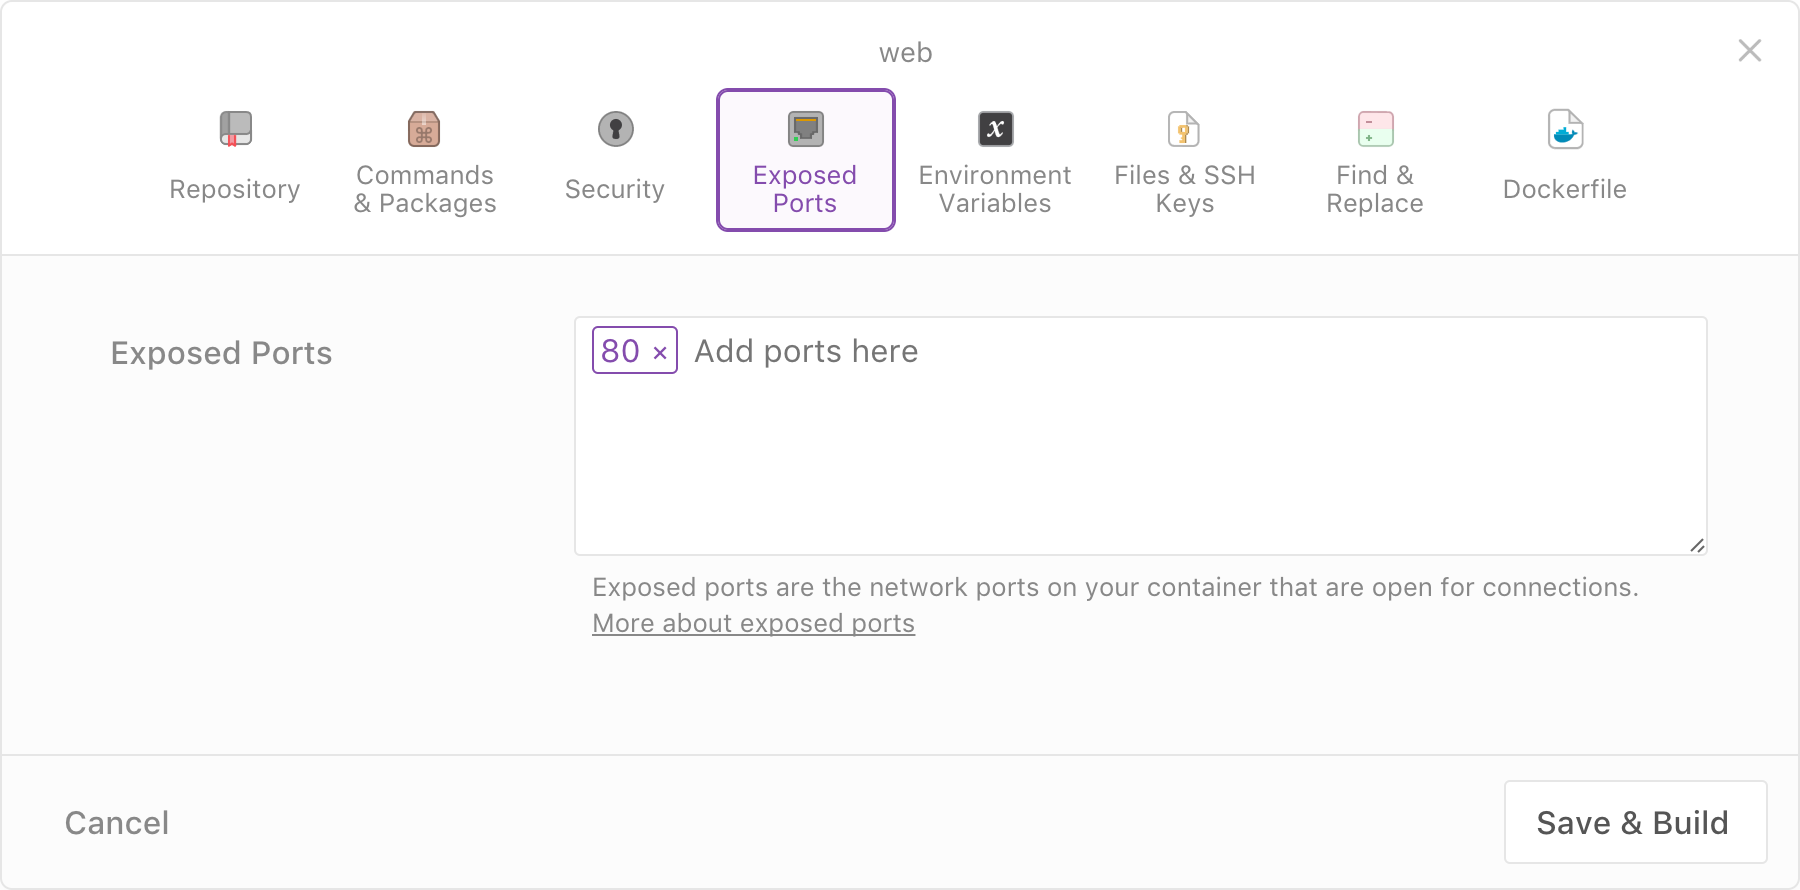 web
Repository
Commands
& Packages
Security
Exposed
Ports
Environment
Variables
Files & SSH
Keys
Find &
Replace
Dockerfile
Exposed Ports
80 × Add ports here
Exposed ports are the network ports on your container that are open for connections.
More about exposed ports
Cancel
Save & Build